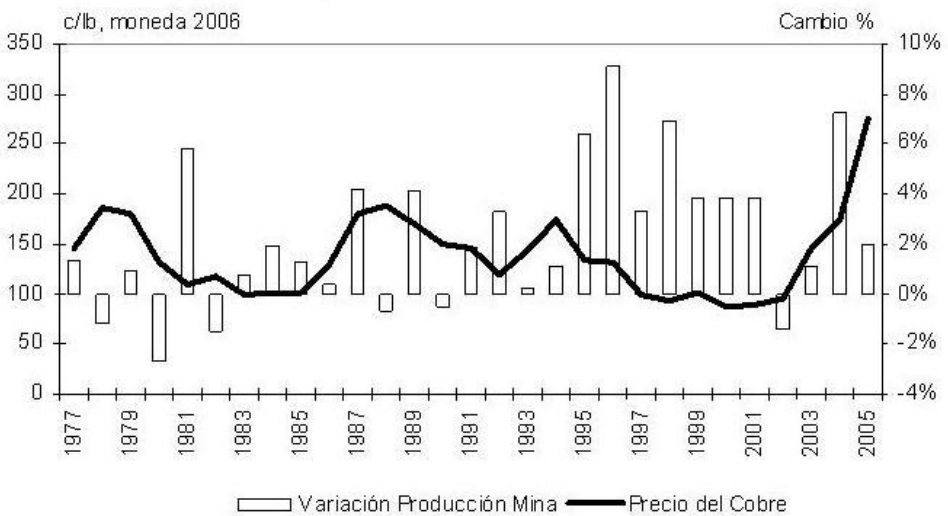 c/lb, moneda 2006 Cambio %
350 10%
300 8%
250 6%
200 4%
150 2%
100 0%
50 -2%
0 -4%
1977 1979 1981 1983 1985 1987 1989 1991 1993 1995 1997 1999 2001 2003 2005
Variación Producción Mina Precio del Cobre